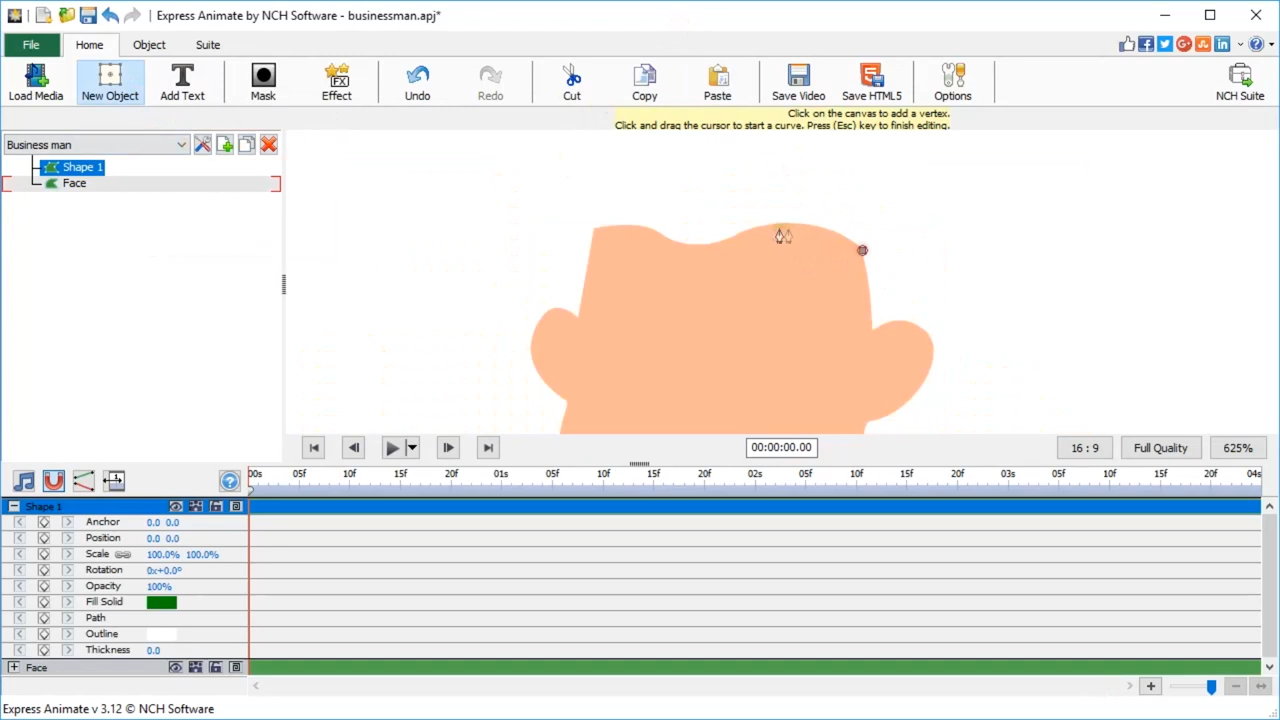 Express Animate by NCH Software - businessman.apj*
File Home Object Suite
Load Media New Object Add Text Mask Effect Undo Redo Cut Copy Paste Save Video Save HTML5 Options NCH Suite
Click on the canvas to add a vertex.
Click and drag the cursor to start a curve. Press (Esc) key to finish editing.
Business man
Shape 1
Face
00:00:00.00 16 : 9 Full Quality 625%
00s 05f 10f 15f 20f 01s 05f 10f 15f 20f 02s 05f 10f 15f 20f 03s 05f 10f 15f 20f 04s
Shape 1
Anchor 0.0 0.0
Position 0.0 0.0
Scale 100.0% 100.0%
Rotation 0x+0.0º
Opacity 100%
Fill Solid
Path
Outline
Thickness 0.0
Face
Express Animate v 3.12 © NCH Software